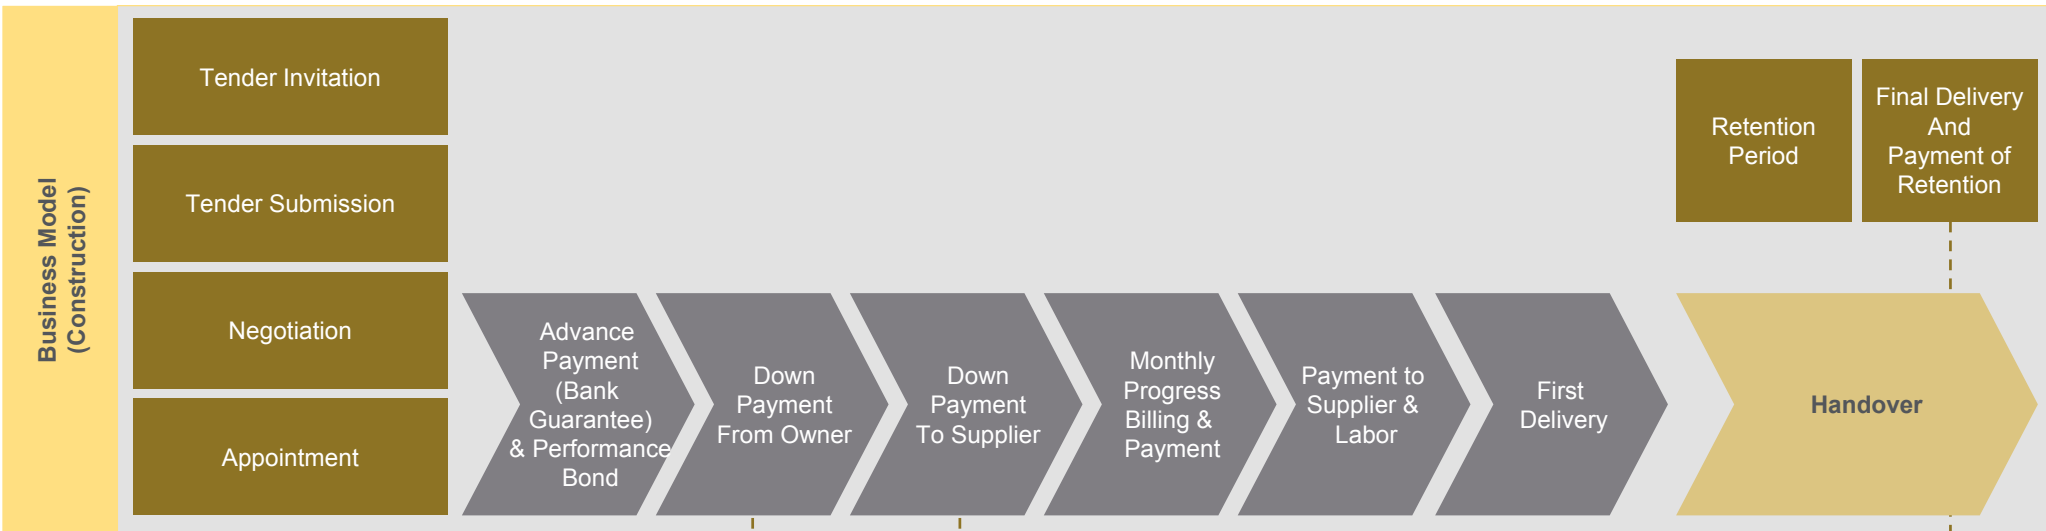 Business Model
(Construction)
Tender Invitation
Tender Submission
Negotiation
Appointment
Advance
Payment
(Bank
Guarantee)
& Performance
Bond
Down
Payment
From Owner
Down
Payment
To Supplier
Monthly
Progress
Billing &
Payment
Payment to
Supplier &
Labor
First
Delivery
Retention
Period
Final Delivery
And
Payment of
Retention
Handover